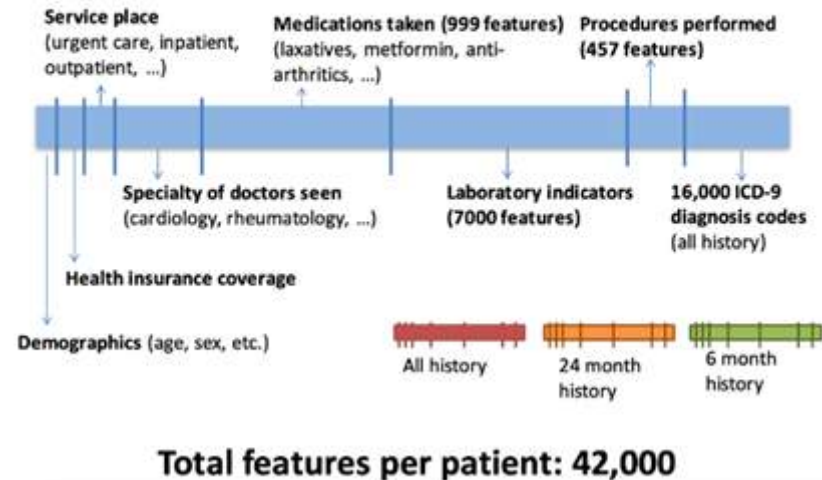 Service place
(urgent care, inpatient,
outpatient, ...)
Medications taken (999 features)
(laxatives, metformin, anti-
arthritics, ...)
Procedures performed
(457 features)
Specialty of doctors seen
(cardiology, rheumatology, ...)
Laboratory indicators
(7000 features)
16,000 ICD-9
diagnosis codes
(all history)
Health insurance coverage
Demographics (age, sex, etc.)
All history
24 month
history
6 month
history
Total features per patient: 42,000